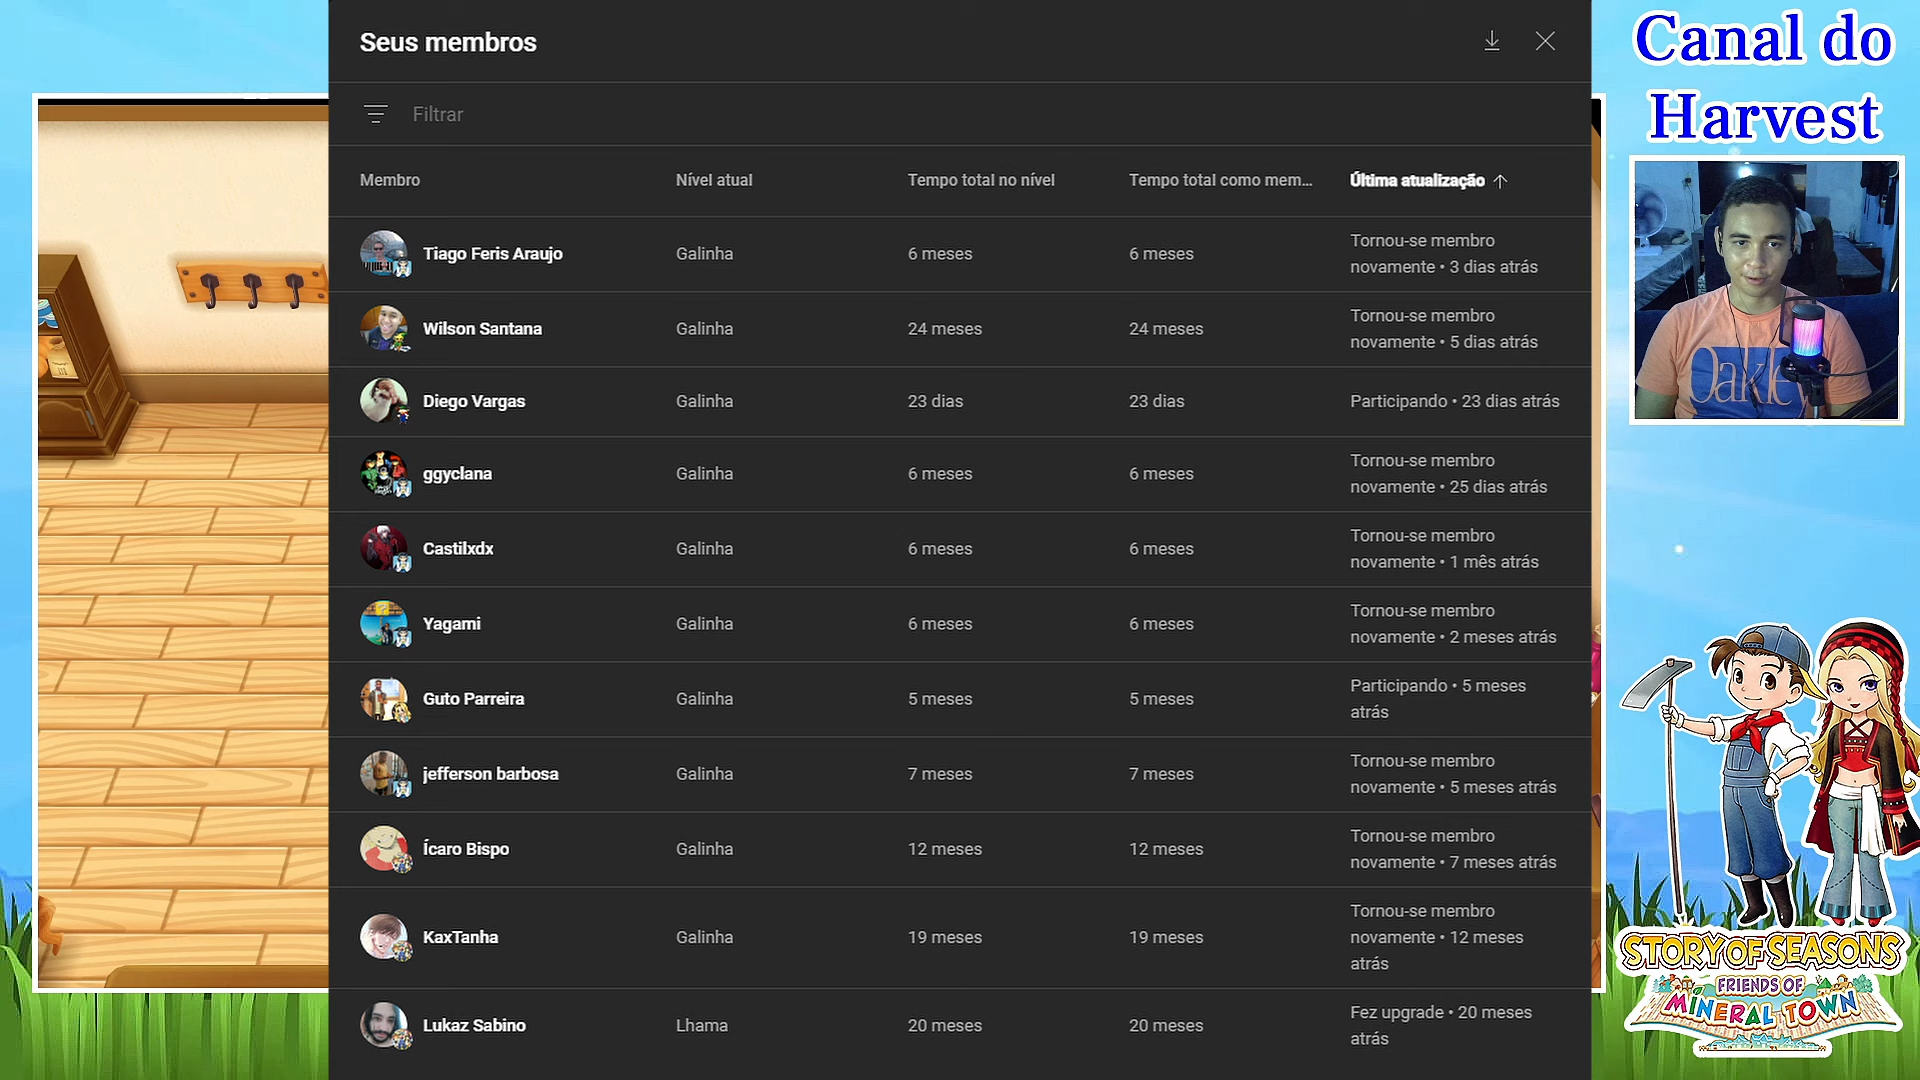 Seus membros
Filtrar
Membro
Nível atual
Tempo total no nível
Tempo total como mem...
Última atualização
Tiago Feris Araujo
Galinha
6 meses
6 meses
Tornou-se membro
novamente • 3 dias atrás
Wilson Santana
Galinha
24 meses
24 meses
Tornou-se membro
novamente • 5 dias atrás
Diego Vargas
Galinha
23 dias
23 dias
Participando • 23 dias atrás
ggyclana
Galinha
6 meses
6 meses
Tornou-se membro
novamente • 25 dias atrás
Castilxdx
Galinha
6 meses
6 meses
Tornou-se membro
novamente • 1 mês atrás
Yagami
Galinha
6 meses
6 meses
Tornou-se membro
novamente • 2 meses atrás
Guto Parreira
Galinha
5 meses
5 meses
Participando • 5 meses
atrás
jefferson barbosa
Galinha
7 meses
7 meses
Tornou-se membro
novamente • 5 meses atrás
Ícaro Bispo
Galinha
12 meses
12 meses
Tornou-se membro
novamente • 7 meses atrás
KaxTanha
Galinha
19 meses
19 meses
Tornou-se membro
novamente • 12 meses
atrás
Lukaz Sabino
Lhama
20 meses
20 meses
Fez upgrade • 20 meses
atrás
Canal do
Harvest
Oakle
STORY OF SEASONS
FRIENDS OF
MINERAL TOWN